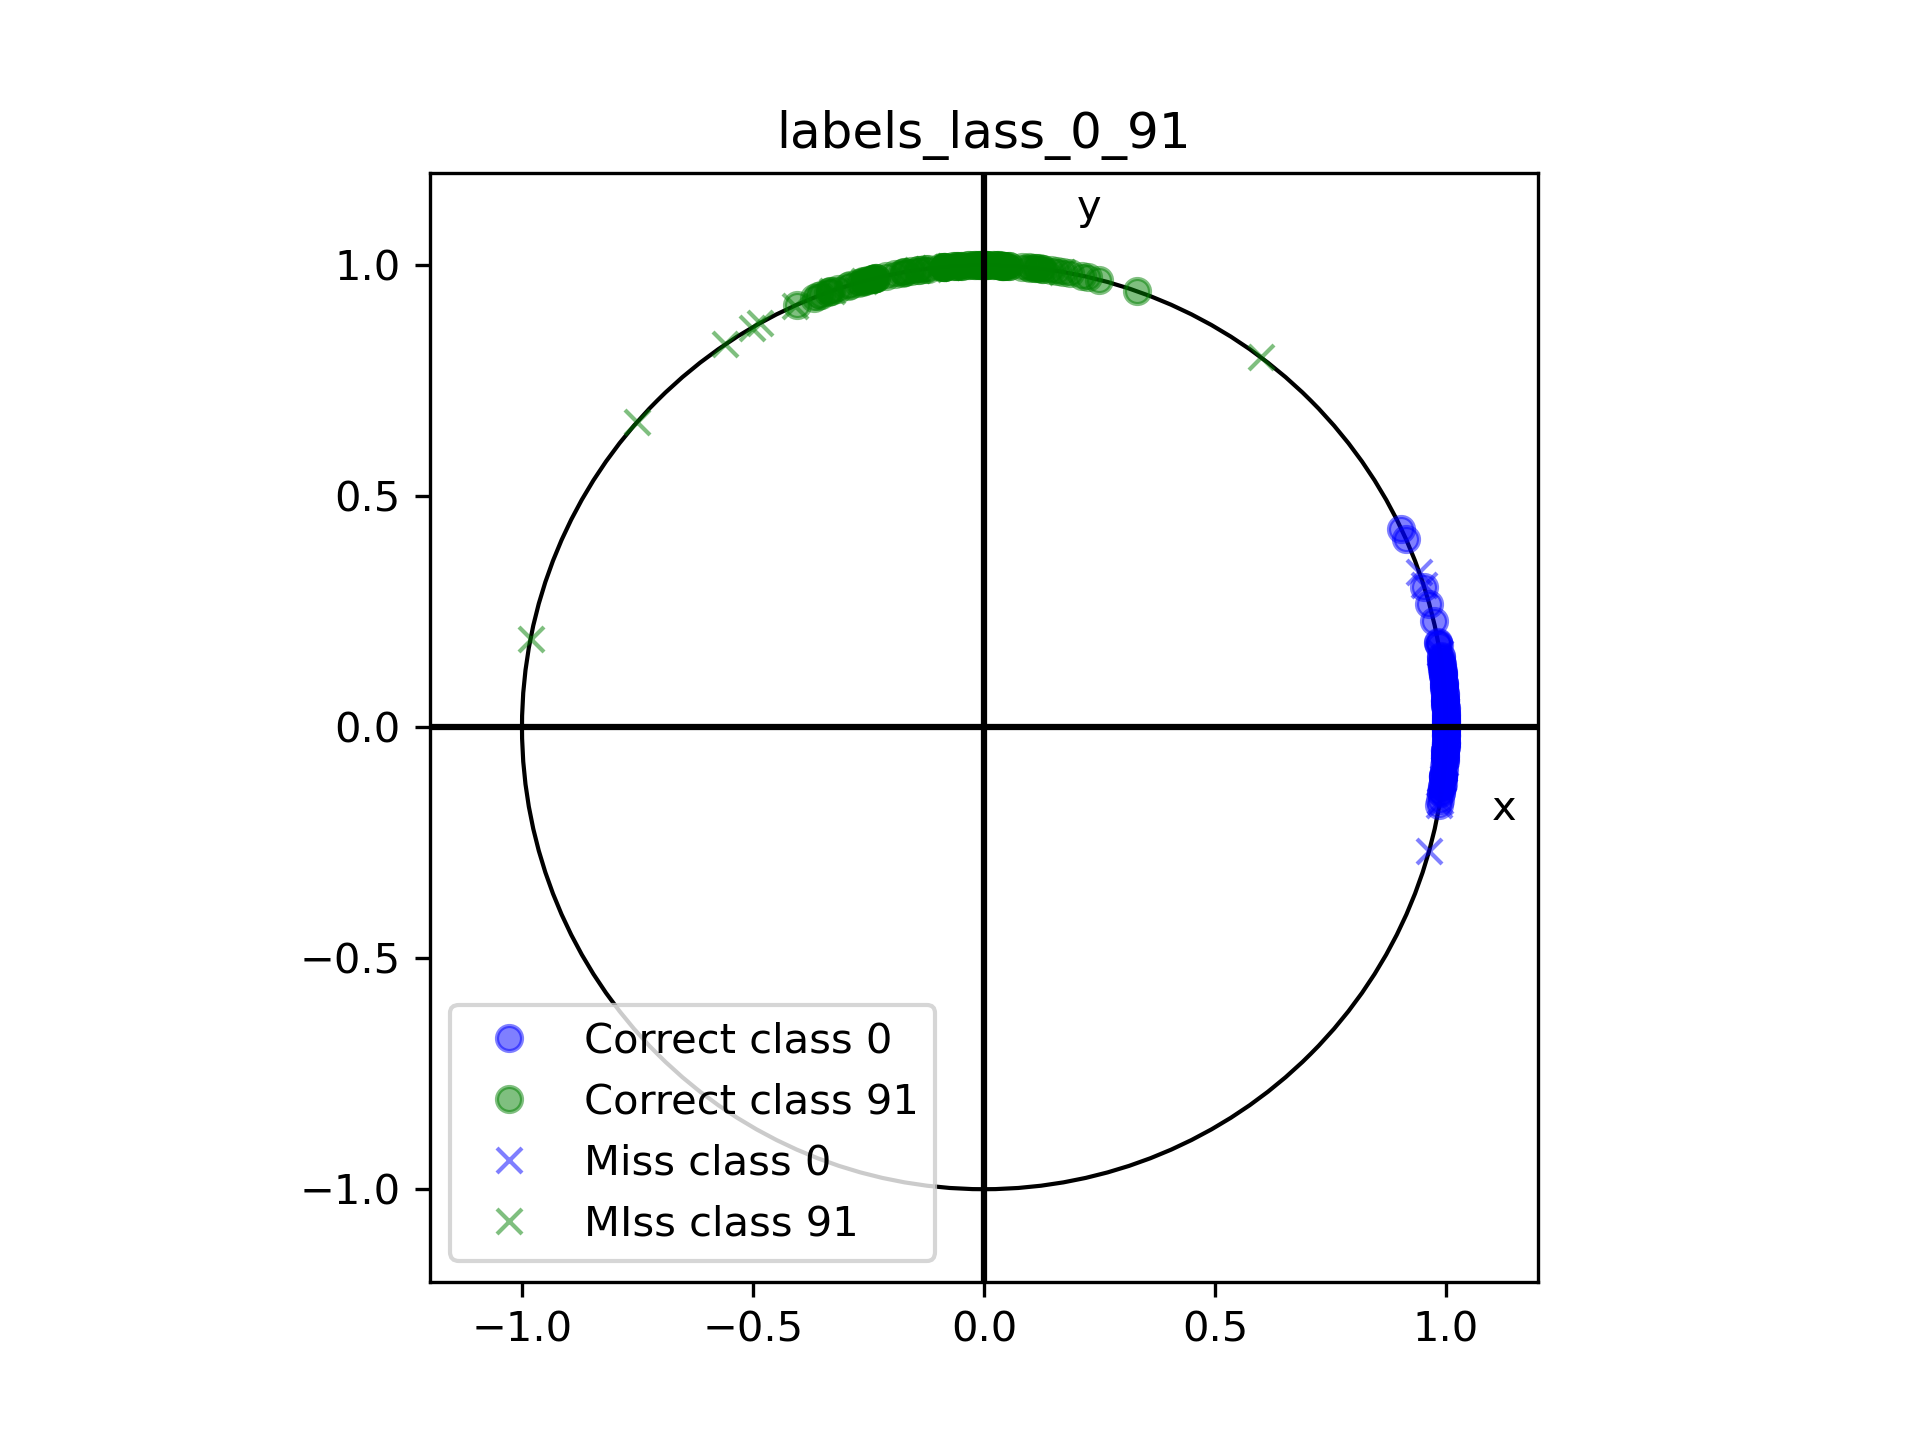 labels_lass_0_91
y
1.0
0.5
0.0
x
−0.5
−1.0
Correct class 0
Correct class 91
Miss class 0
MIss class 91
−1.0 −0.5 0.0 0.5 1.0